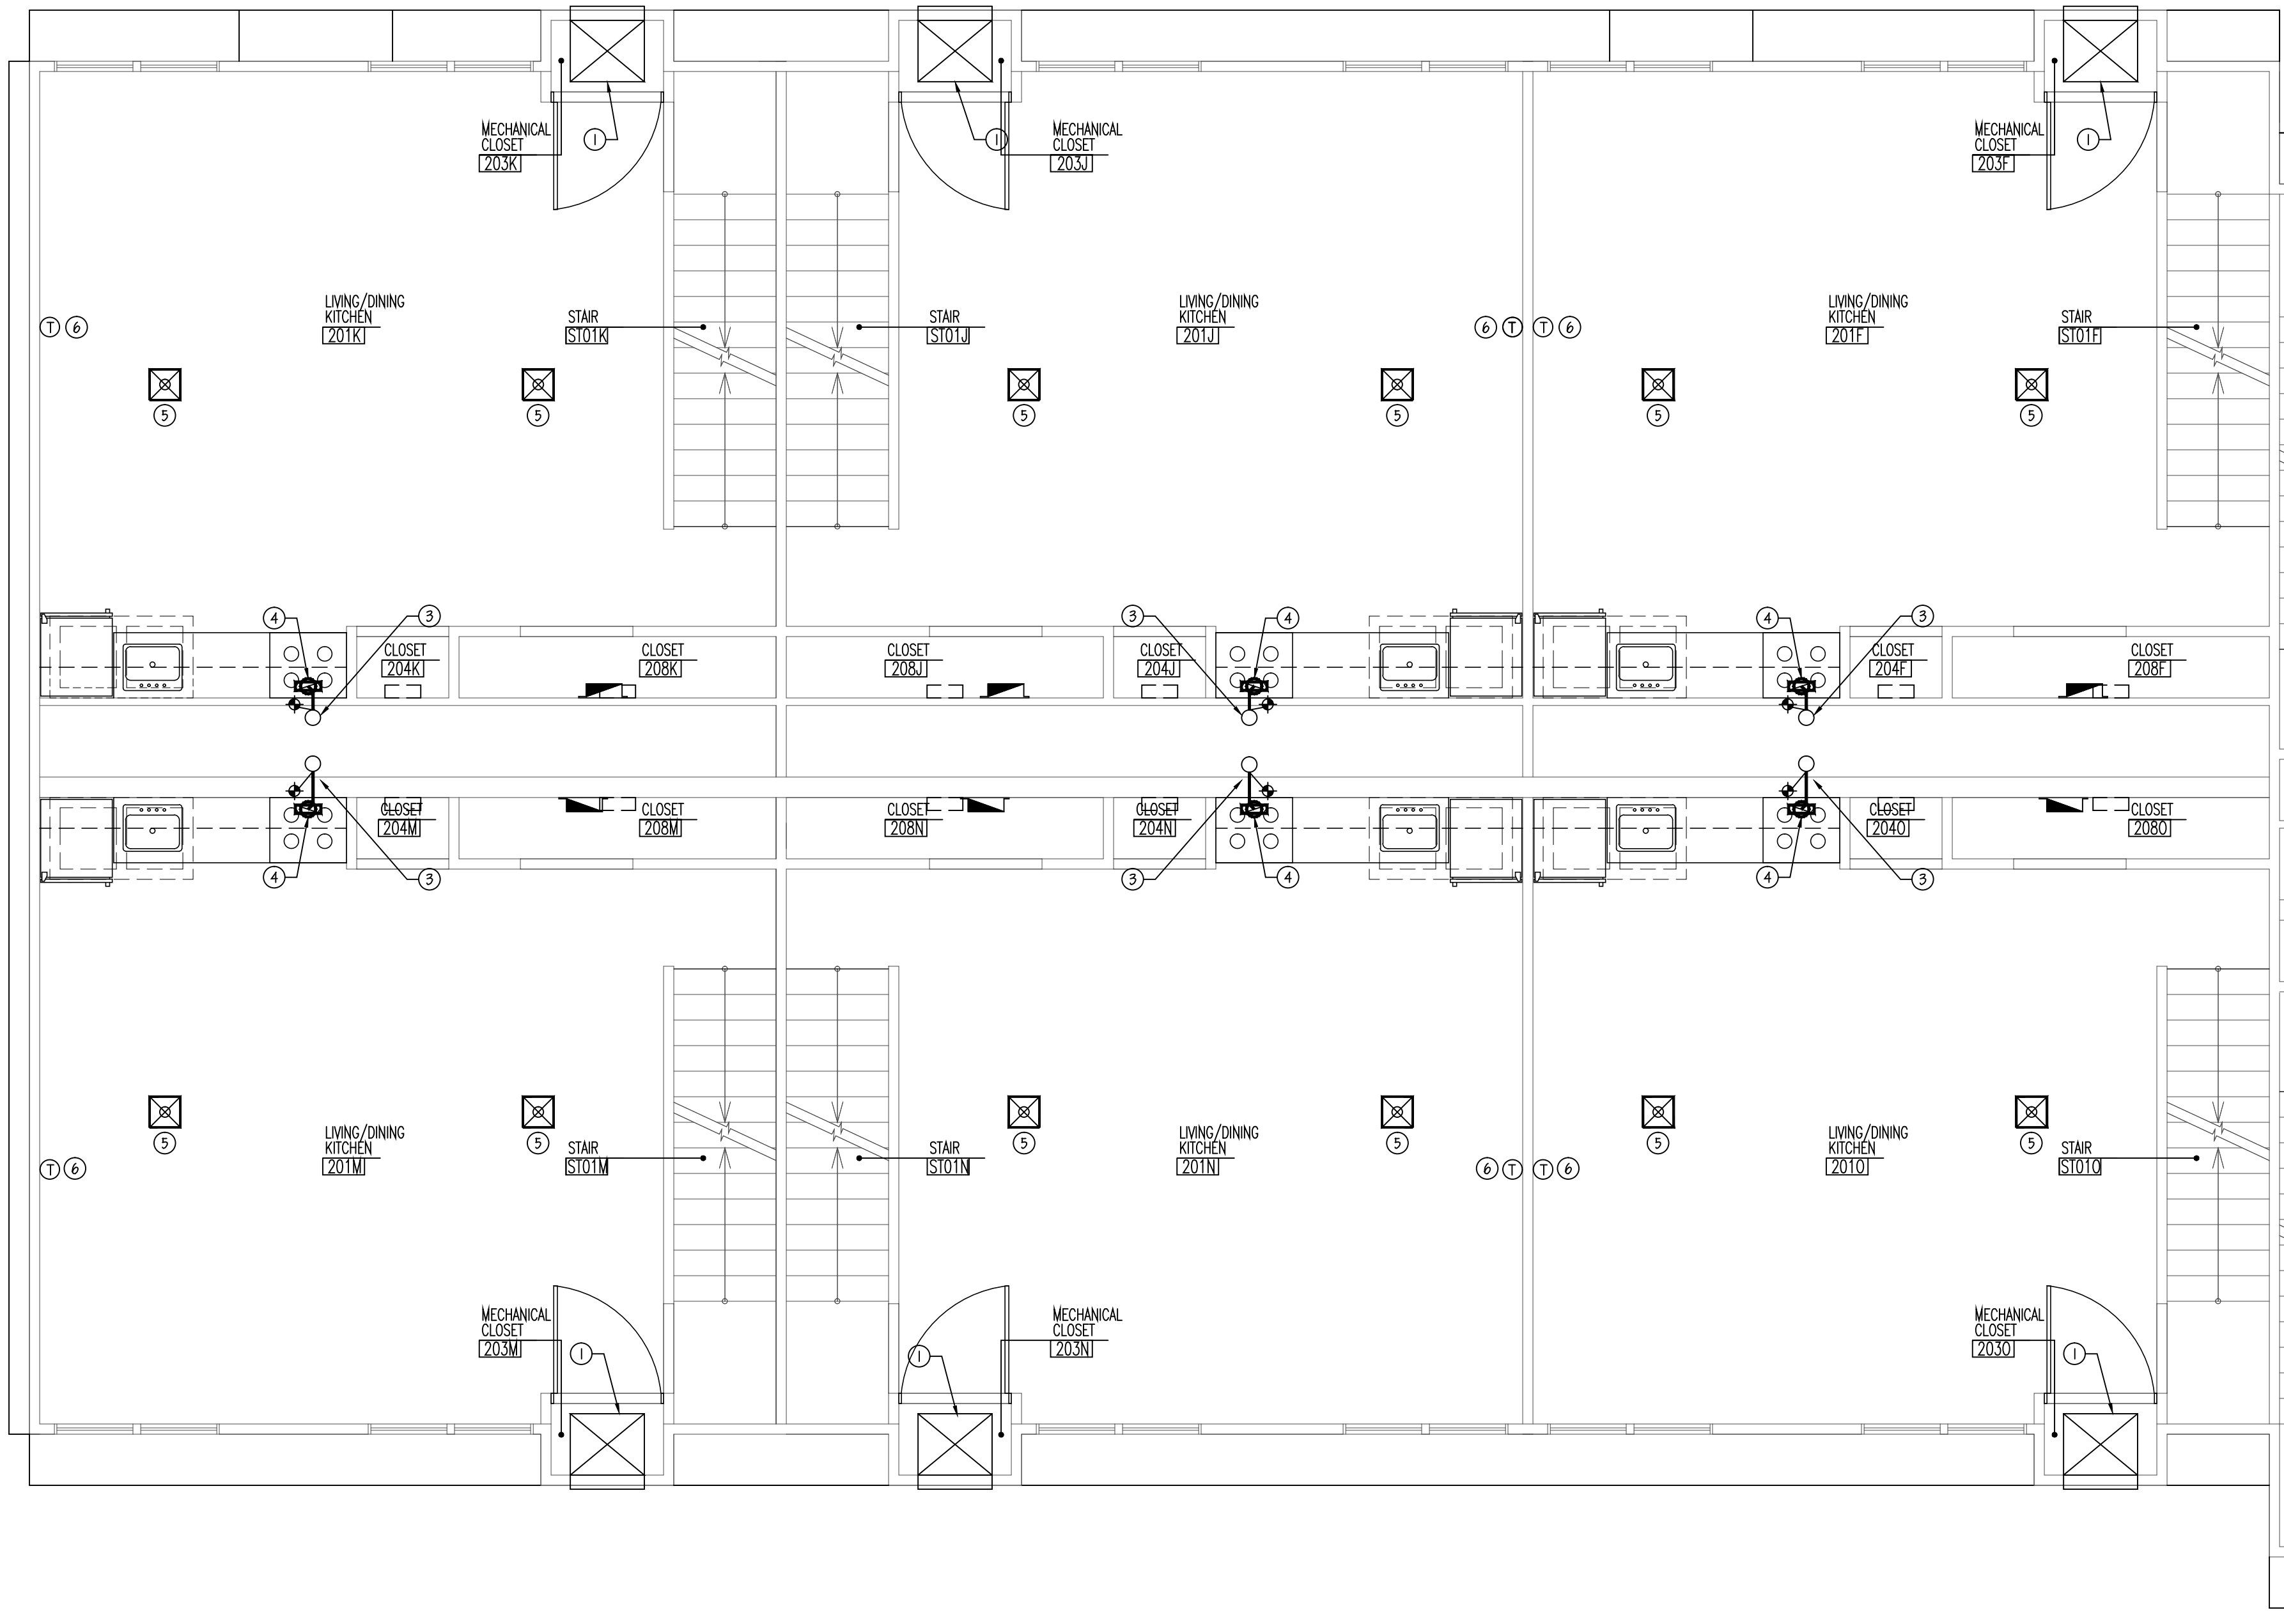 MECHANICAL
CLOSET
203K
1
1
MECHANICAL
CLOSET
203J
MECHANICAL
CLOSET
203F
1
T
6
LIVING/DINING
KITCHEN
201K
STAIR
ST01K
STAIR
ST01J
LIVING/DINING
KITCHEN
201J
6
T
T
6
LIVING/DINING
KITCHEN
201F
STAIR
ST01F
5
5
5
5
5
5
4
3
3
4
4
3
CLOSET
204K
CLOSET
208K
CLOSET
208J
CLOSET
204J
CLOSET
204F
CLOSET
208F
CLOSET
204M
CLOSET
208M
CLOSET
208N
CLOSET
204N
CLOSET
204O
CLOSET
208O
4
3
3
4
4
3
5
5
5
5
5
5
T
6
LIVING/DINING
KITCHEN
201M
STAIR
ST01M
STAIR
ST01N
LIVING/DINING
KITCHEN
201N
6
T
T
6
LIVING/DINING
KITCHEN
201O
STAIR
ST01O
MECHANICAL
CLOSET
203M
1
1
MECHANICAL
CLOSET
203N
MECHANICAL
CLOSET
203O
1